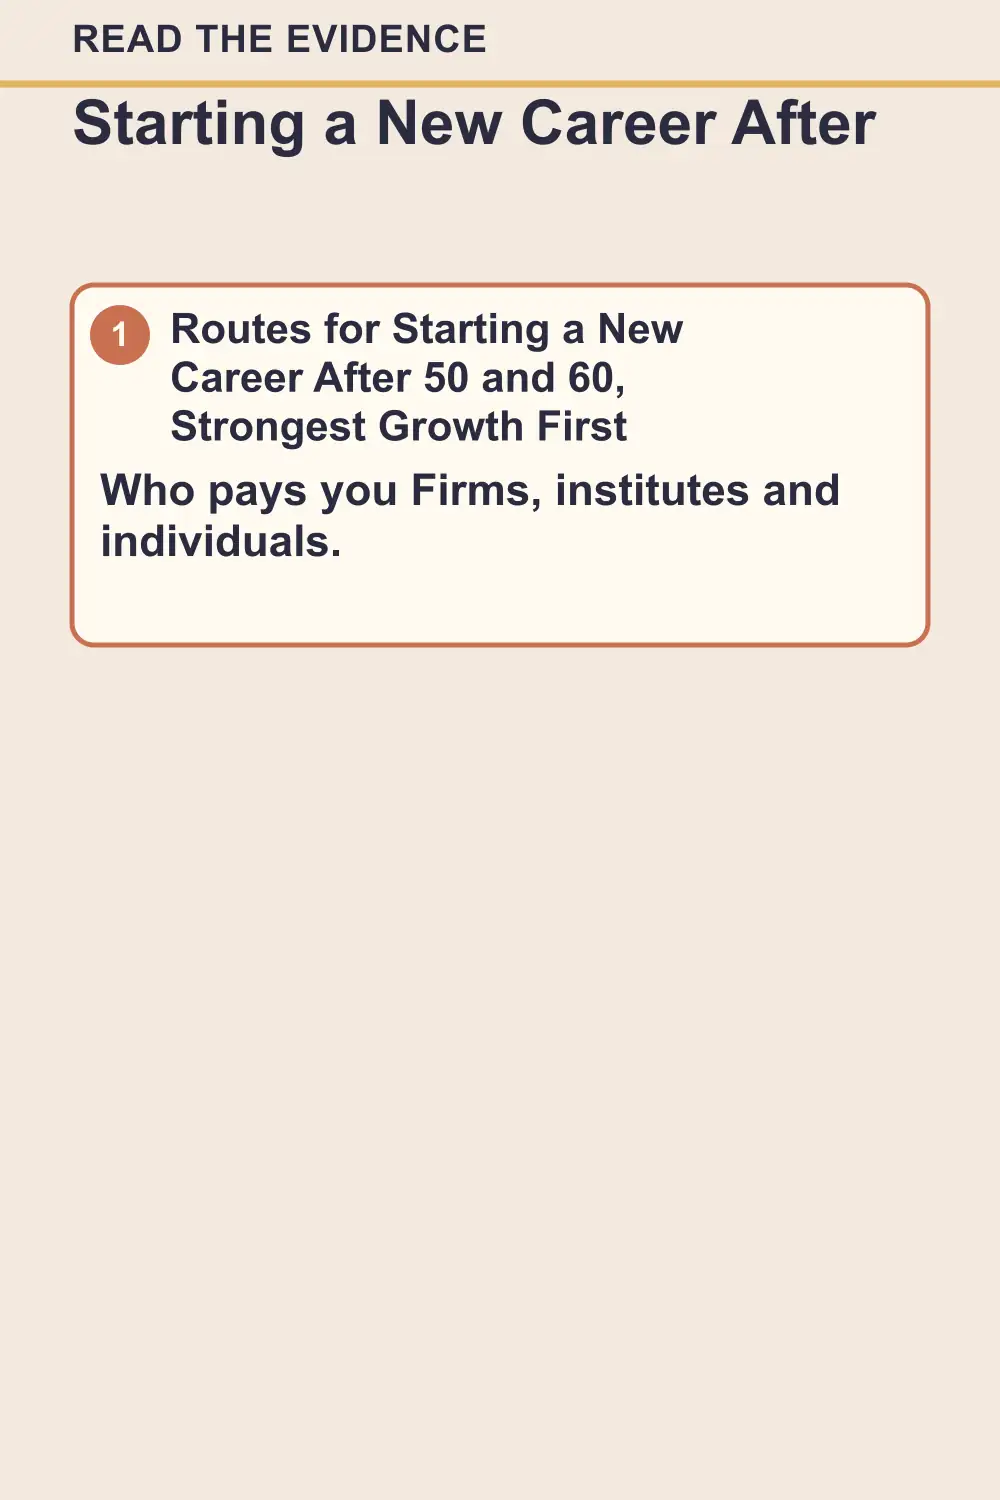 READ THE EVIDENCE
Starting a New Career After
1
Routes for Starting a New
Career After 50 and 60,
Strongest Growth First
Who pays you Firms, institutes and
individuals.